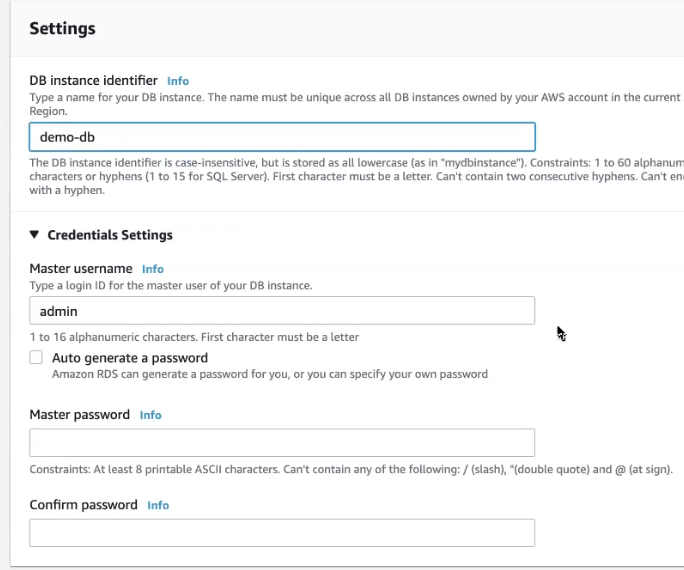 Settings
DB instance identifier Info
Type a name for your DB instance. The name must be unique across all DB instances owned by your AWS account in the current
Region.
demo-db
The DB instance identifier is case-insensitive, but is stored as all lowercase (as in "mydbinstance"). Constraints: 1 to 60
characters or hyphens (1 to 15 for SQL Server). First character must be a letter. Can't contain two consecutive hyphens. Can't
with a hyphen.
Credentials Settings
Master username Info
Type a login ID for the master user of your DB instance.
admin
1 to 16 alphanumeric characters. First character must be a letter
Auto generate a password
Amazon RDS can generate a password for you, or you can specify your own password
Master password Info
Constraints: At least 8 printable ASCII characters. Can't contain any of the following: / (slash), "(double quote) and @ (at sign).
Confirm password Info